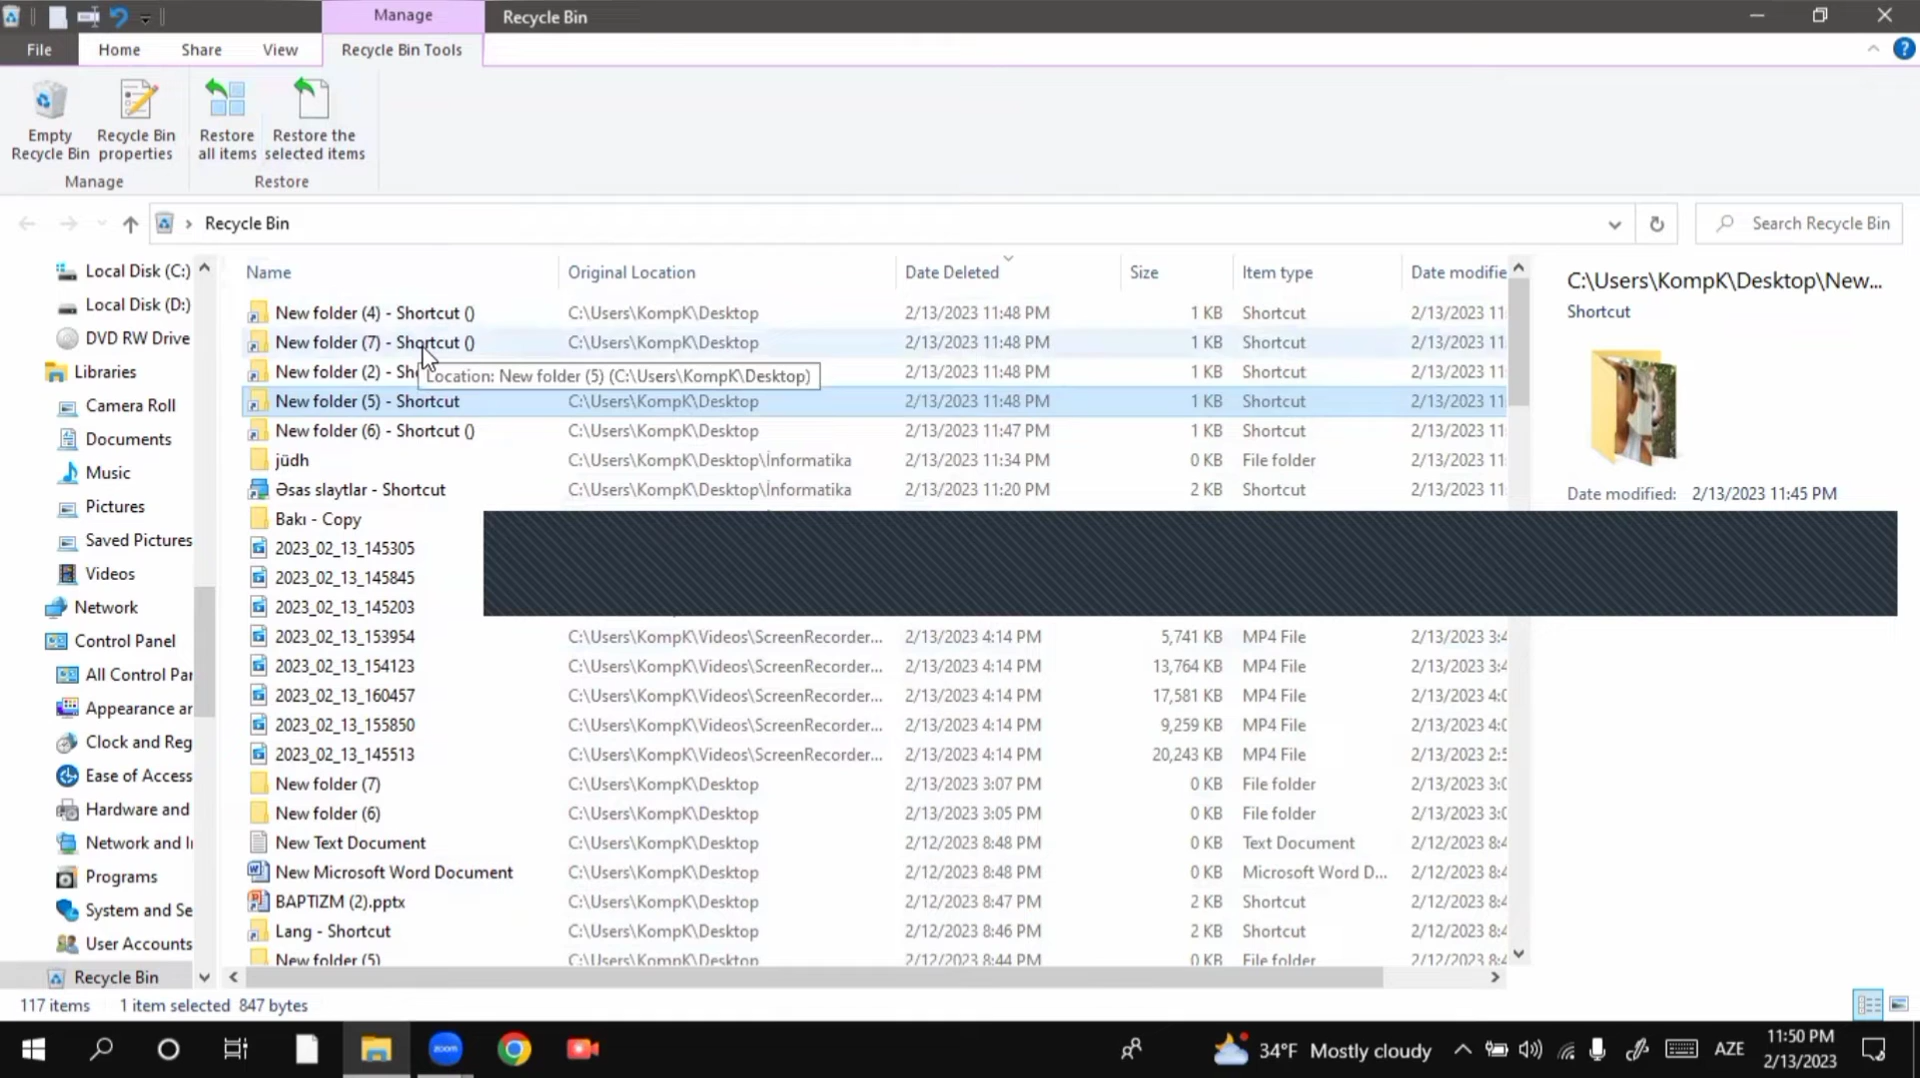 Manage
Recycle Bin
File
Home
Share
View
Recycle Bin Tools
Empty Recycle Bin
Recycle Bin properties
Restore all items
Restore the selected items
Manage
Restore
Recycle Bin
Search Recycle Bin
Local Disk (C:)
Local Disk (D:)
DVD RW Drive
Libraries
Camera Roll
Documents
Music
Pictures
Saved Pictures
Videos
Network
Control Panel
All Control Par
Appearance ar
Clock and Reg
Ease of Access
Hardware and
Network and I
Programs
System and Se
User Accounts
Recycle Bin
Name Original Location Date Deleted Size Item type Date modifie
New folder (4) - Shortcut () C:\Users\KompK\Desktop 2/13/2023 11:48 PM 1 KB Shortcut 2/13/2023 11:
New folder (7) - Shortcut () C:\Users\KompK\Desktop 2/13/2023 11:48 PM 1 KB Shortcut 2/13/2023 11:
New folder (2) - Sho C:\Users\KompK\Desktop 2/13/2023 11:48 PM 1 KB Shortcut 2/13/2023 11:
Location: New folder (5) (C:\Users\KompK\Desktop)
New folder (5) - Shortcut C:\Users\KompK\Desktop 2/13/2023 11:48 PM 1 KB Shortcut 2/13/2023 11:
New folder (6) - Shortcut () C:\Users\KompK\Desktop 2/13/2023 11:47 PM 1 KB Shortcut 2/13/2023 11:
jüdh C:\Users\KompK\Desktop\İnformatika 2/13/2023 11:34 PM 0 KB File folder 2/13/2023 11:
Əsas slaytlar - Shortcut C:\Users\KompK\Desktop\İnformatika 2/13/2023 11:20 PM 2 KB Shortcut 2/13/2023 11:
Bakı - Copy
2023_02_13_145305
2023_02_13_145845
2023_02_13_145203
2023_02_13_153954 C:\Users\KompK\Videos\ScreenRecorder... 2/13/2023 4:14 PM 5,741 KB MP4 File 2/13/2023 3:4
2023_02_13_154123 C:\Users\KompK\Videos\ScreenRecorder... 2/13/2023 4:14 PM 13,764 KB MP4 File 2/13/2023 3:4
2023_02_13_160457 C:\Users\KompK\Videos\ScreenRecorder... 2/13/2023 4:14 PM 17,581 KB MP4 File 2/13/2023 4:0
2023_02_13_155850 C:\Users\KompK\Videos\ScreenRecorder... 2/13/2023 4:14 PM 9,259 KB MP4 File 2/13/2023 4:0
2023_02_13_145513 C:\Users\KompK\Videos\ScreenRecorder... 2/13/2023 4:14 PM 20,243 KB MP4 File 2/13/2023 2:5
New folder (7) C:\Users\KompK\Desktop 2/13/2023 3:07 PM 0 KB File folder 2/13/2023 3:0
New folder (6) C:\Users\KompK\Desktop 2/13/2023 3:05 PM 0 KB File folder 2/13/2023 3:0
New Text Document C:\Users\KompK\Desktop 2/12/2023 8:48 PM 0 KB Text Document 2/12/2023 8:4
New Microsoft Word Document C:\Users\KompK\Desktop 2/12/2023 8:48 PM 0 KB Microsoft Word D... 2/12/2023 8:4
BAPTIZM (2).pptx C:\Users\KompK\Desktop 2/12/2023 8:47 PM 2 KB Shortcut 2/12/2023 8:4
Lang - Shortcut C:\Users\KompK\Desktop 2/12/2023 8:46 PM 2 KB Shortcut 2/12/2023 8:4
New folder (5) C:\Users\KompK\Desktop 2/12/2023 8:44 PM 0 KB File folder 2/12/2023 8:4
C:\Users\KompK\Desktop\New...
Shortcut
Date modified: 2/13/2023 11:45 PM
117 items 1 item selected 847 bytes
zoom
34°F Mostly cloudy
AZE
11:50 PM
2/13/2023